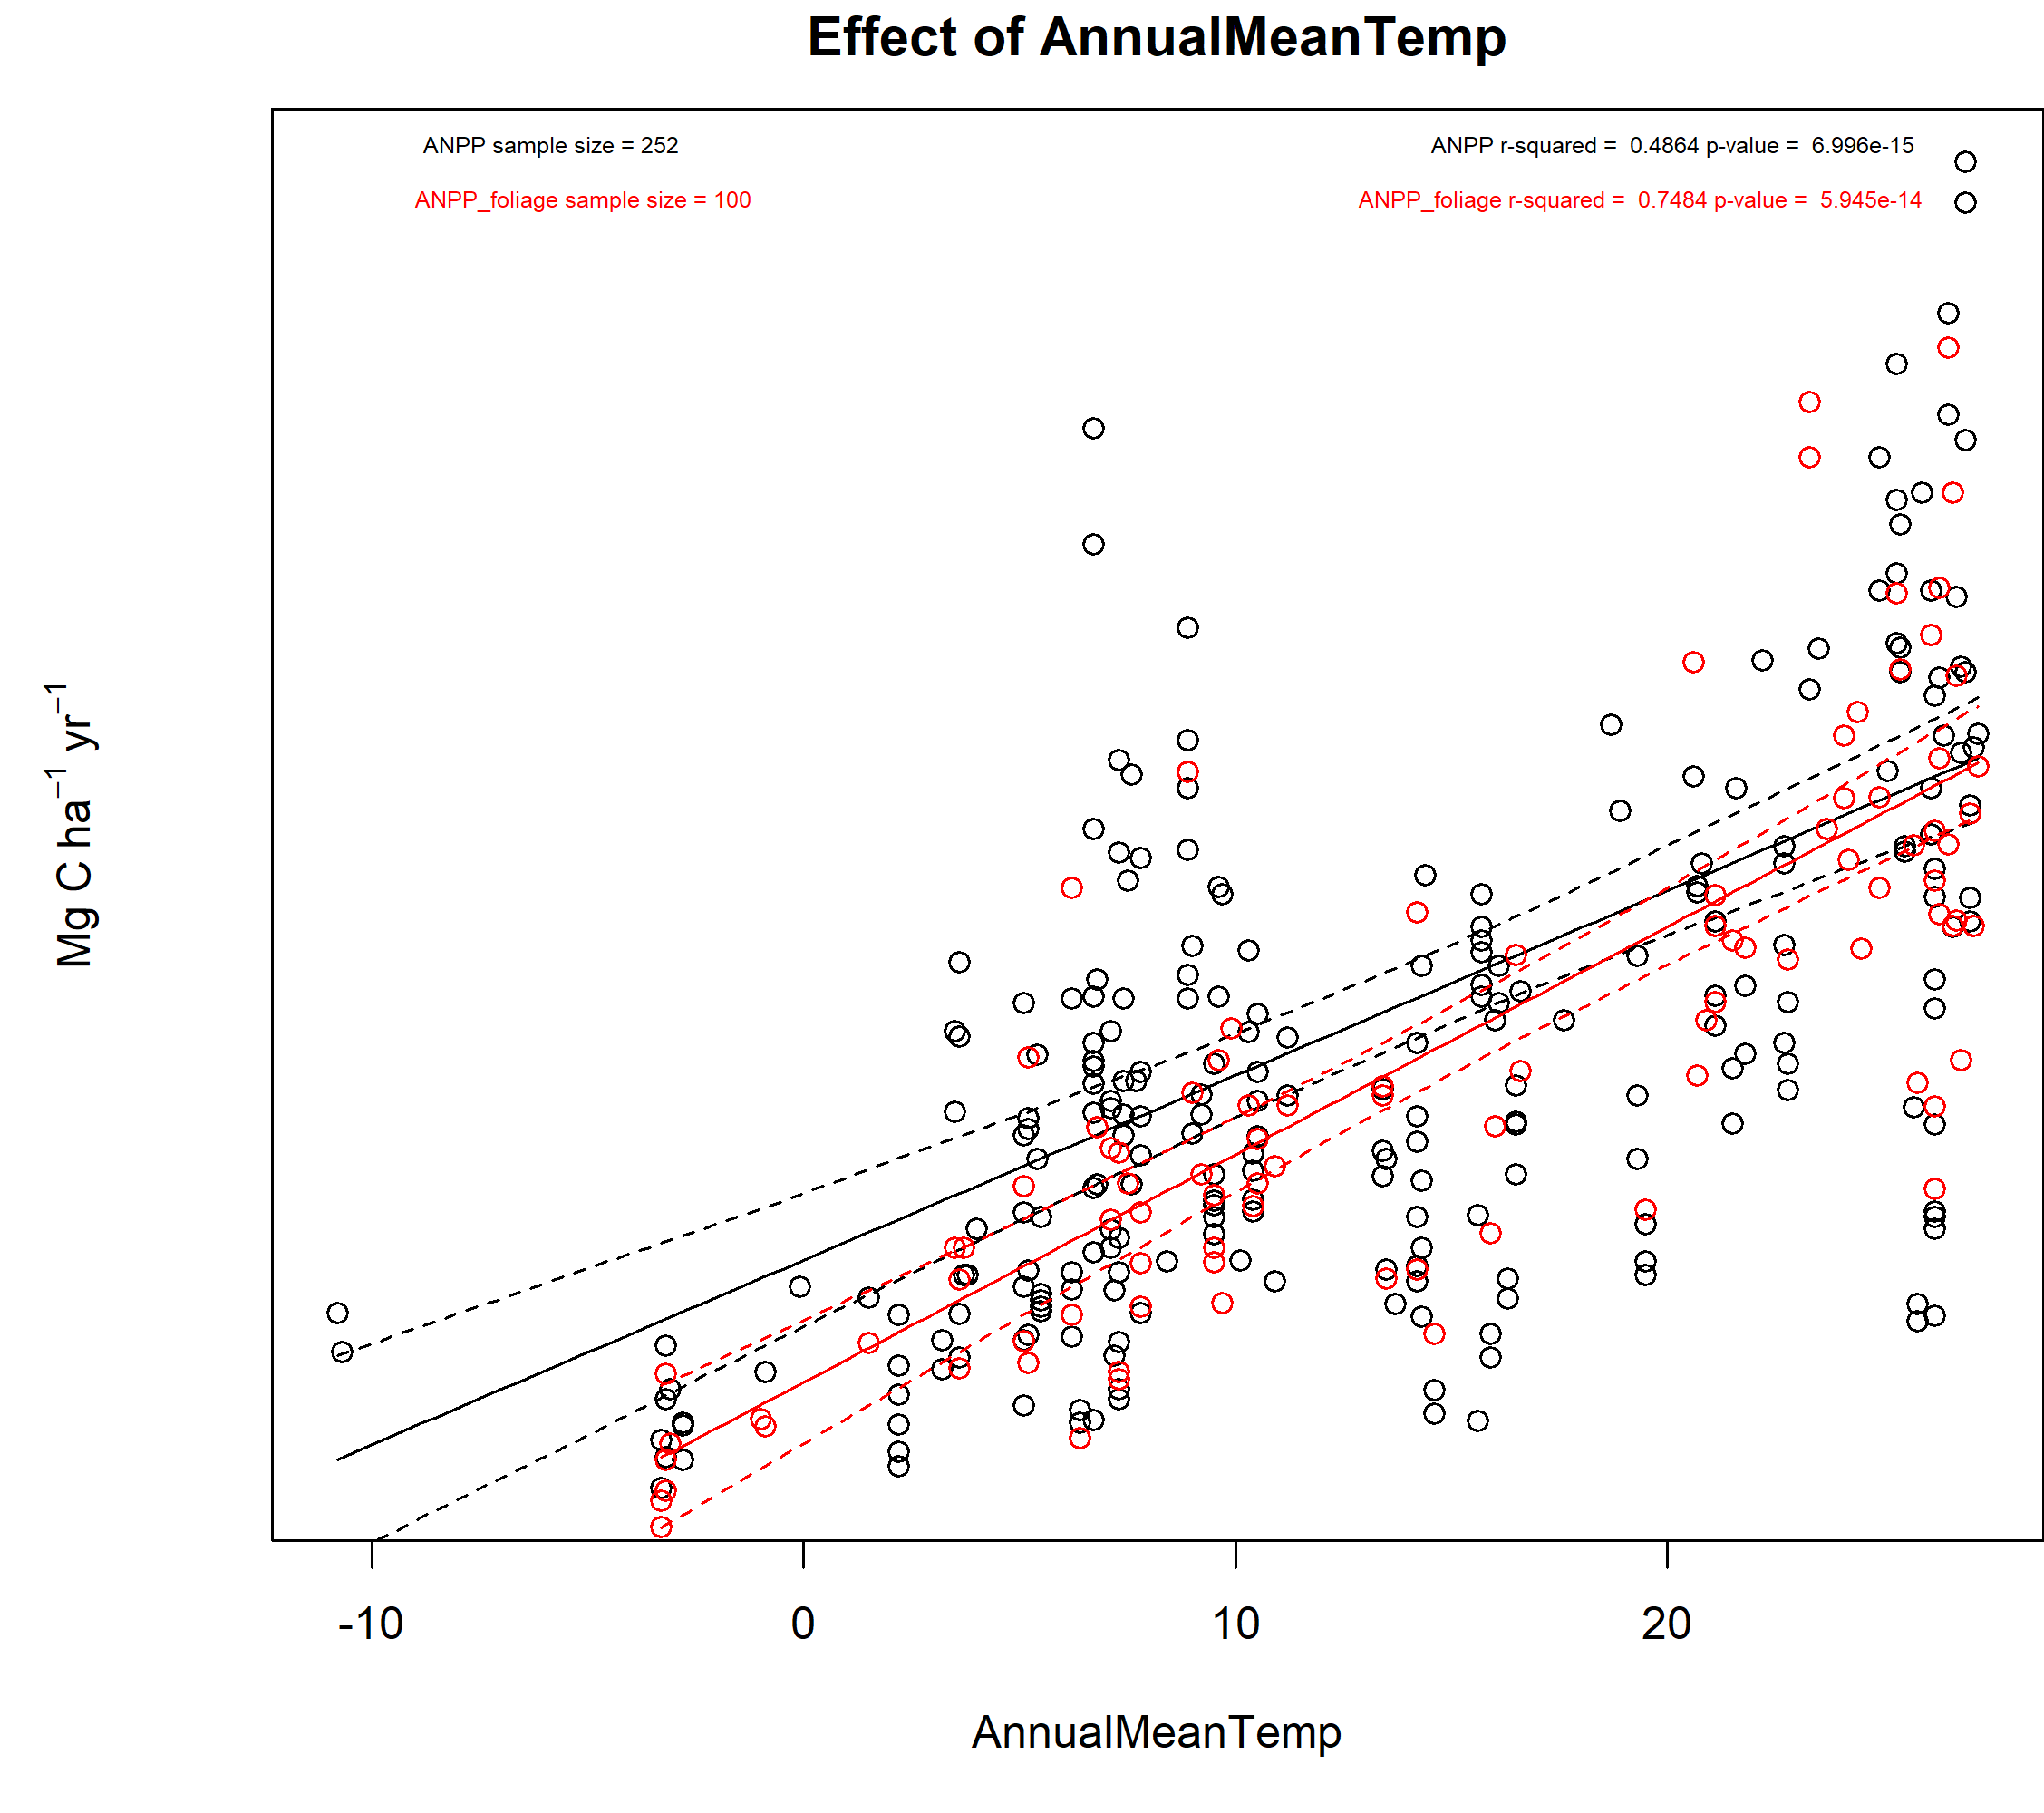 Effect of AnnualMeanTemp
ANPP sample size = 252
ANPP r-squared = 0.4864 p-value = 6.996e-15
ANPP_foliage sample size = 100
ANPP_foliage r-squared = 0.7484 p-value = 5.945e-14
Mg C ha⁻¹ yr⁻¹
-10 0 10 20
AnnualMeanTemp